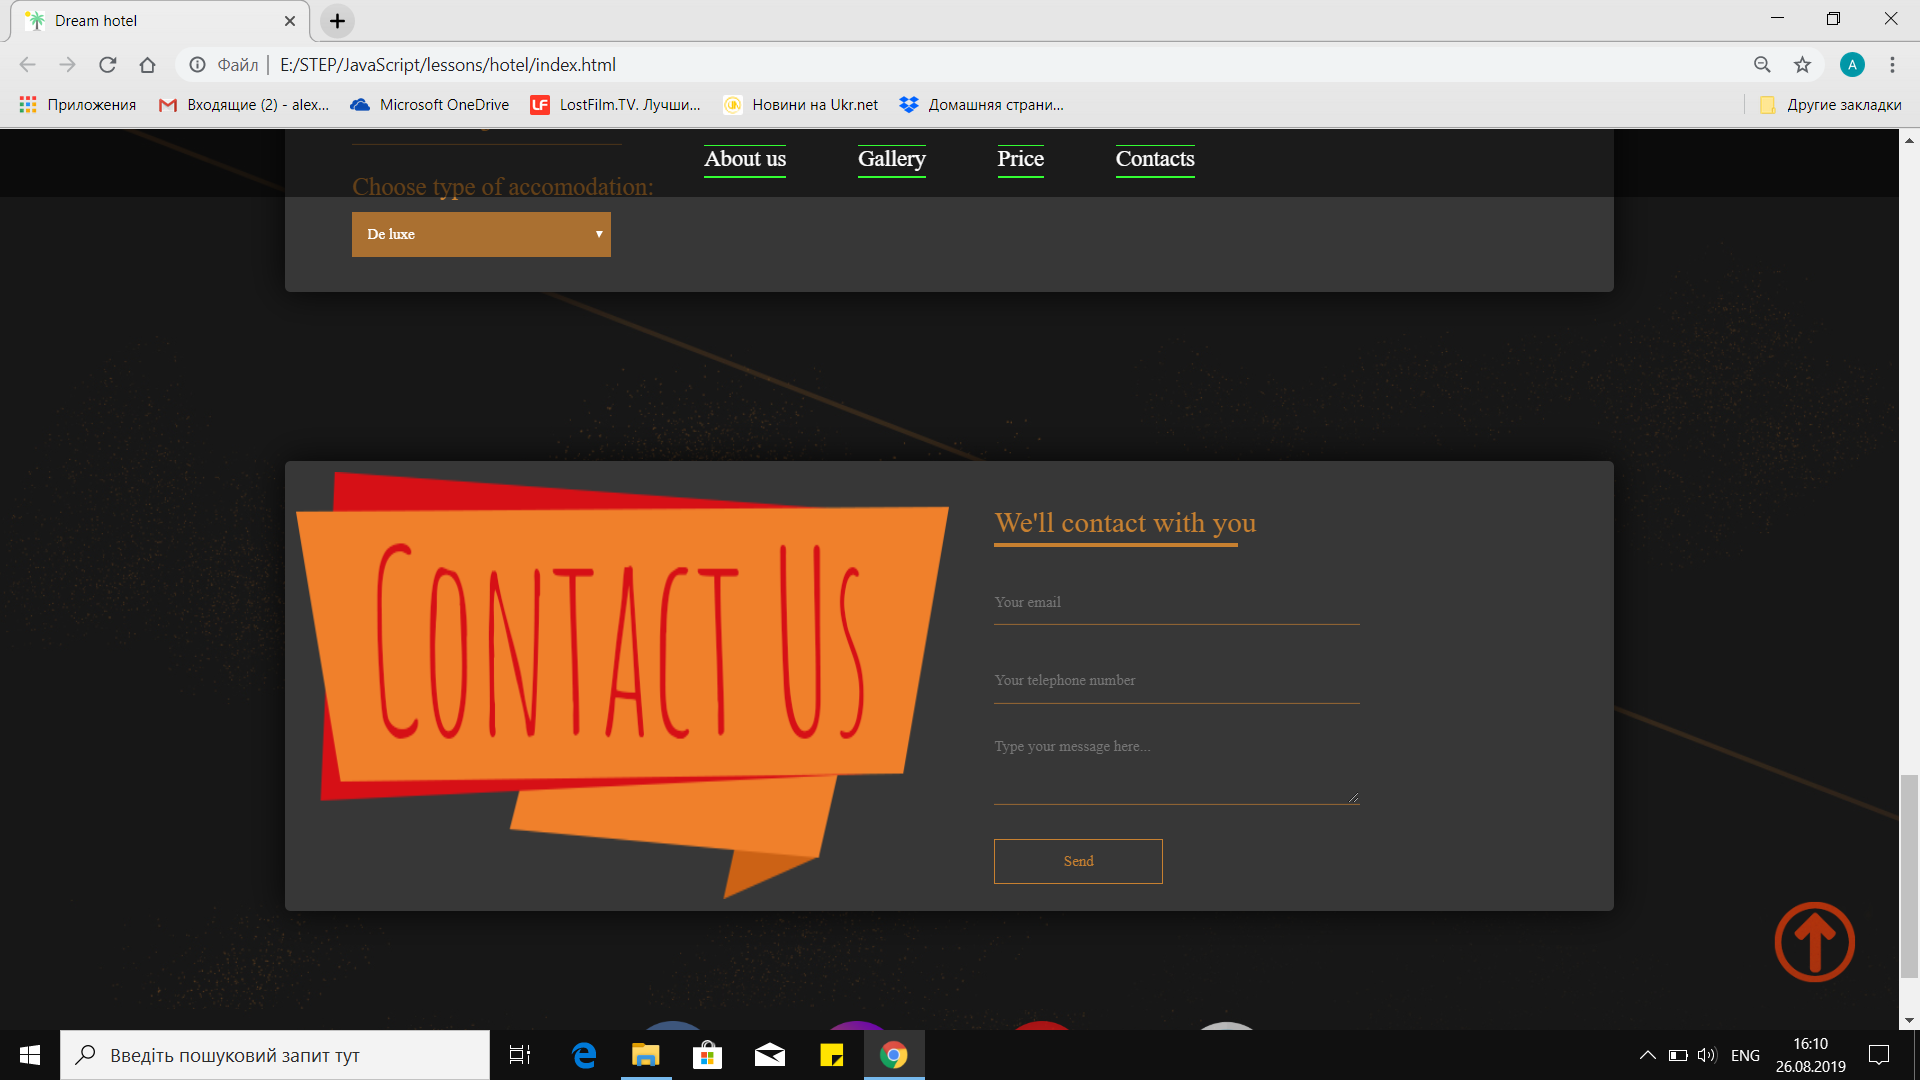 Dream hotel
Файл
E:/STEP/JavaScript/lessons/hotel/index.html
A
Приложения
Входящие (2) - alex...
Microsoft OneDrive
LF
LostFilm.TV. Лучши...
Новини на Ukr.net
Домашняя страни...
Другие закладки
About us
Gallery
Price
Contacts
Choose type of accomodation:
De luxe
Contact Us
We'll contact with you
Your email
Your telephone number
Type your message here...
Send
Введіть пошуковий запит тут
ENG
16:10
26.08.2019